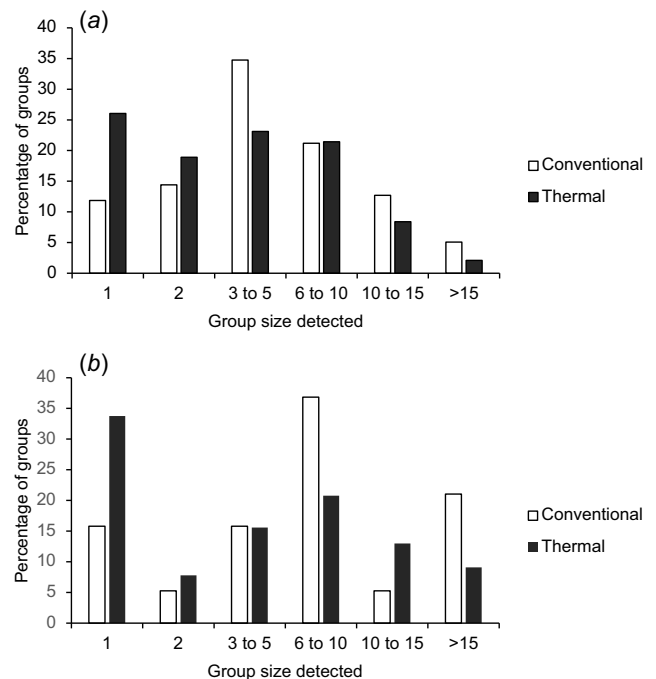 (a)
40
35
30
25
20
15
10
5
0
Percentatge of groups
1 2 3 to 5 6 to 10 10 to 15 >15
Group size detected
Conventional
Thermal
(b)
40
35
30
25
20
15
10
5
0
Percentage of groups
1 2 3 to 5 6 to 10 10 to 15 >15
Group size detected
Conventional
Thermal